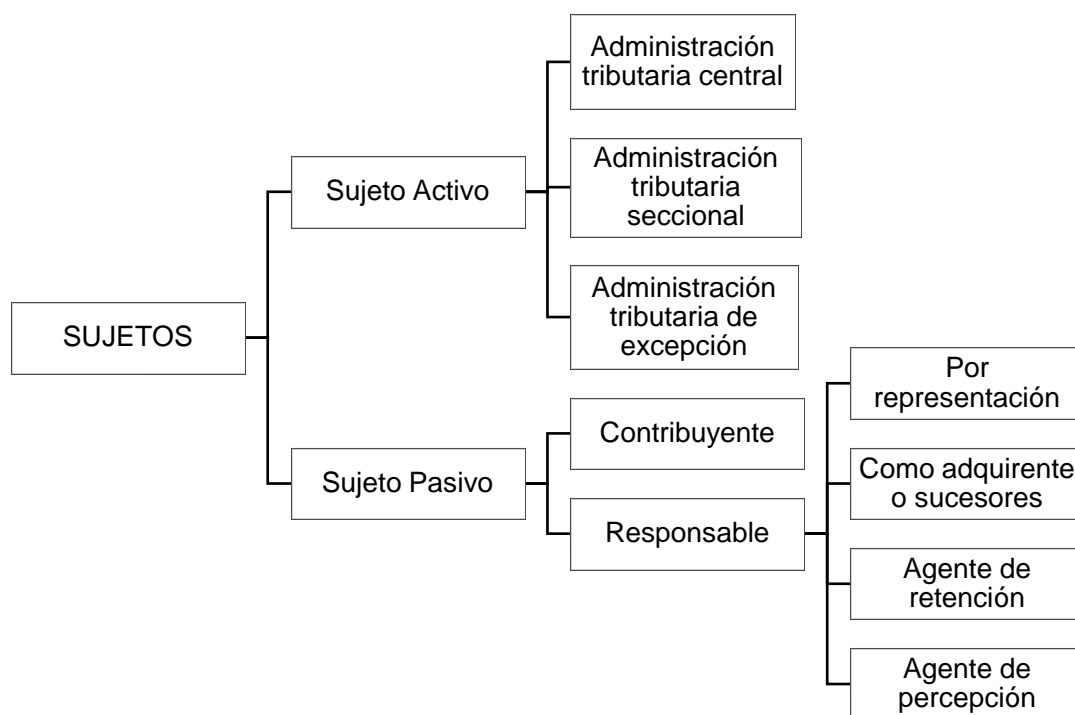 SUJETOS
Sujeto Activo
Administración
tributaria central
Administración
tributaria
seccional
Administración
tributaria de
excepción
Sujeto Pasivo
Contribuyente
Responsable
Por
representación
Como adquirente
o sucesores
Agente de
retención
Agente de
percepción